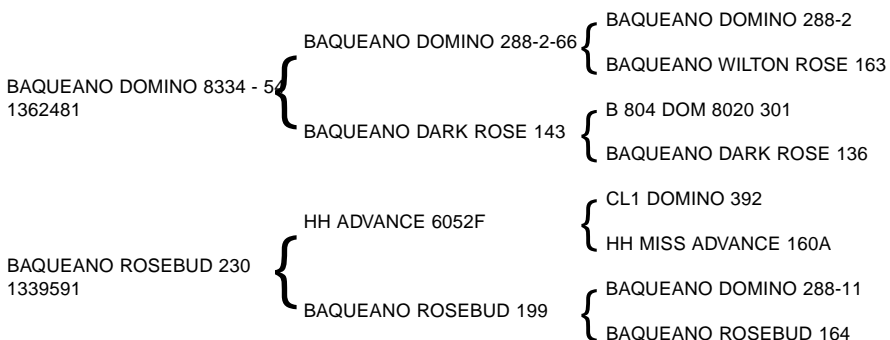 BAQUEANO DOMINO 288-2
BAQUEANO DOMINO 288-2-66
BAQUEANO WILTON ROSE 163
BAQUEANO DOMINO 8334 - 54
1362481
B 804 DOM 8020 301
BAQUEANO DARK ROSE 143
BAQUEANO DARK ROSE 136
CL1 DOMINO 392
HH ADVANCE 6052F
HH MISS ADVANCE 160A
BAQUEANO ROSEBUD 230
1339591
BAQUEANO DOMINO 288-11
BAQUEANO ROSEBUD 199
BAQUEANO ROSEBUD 164